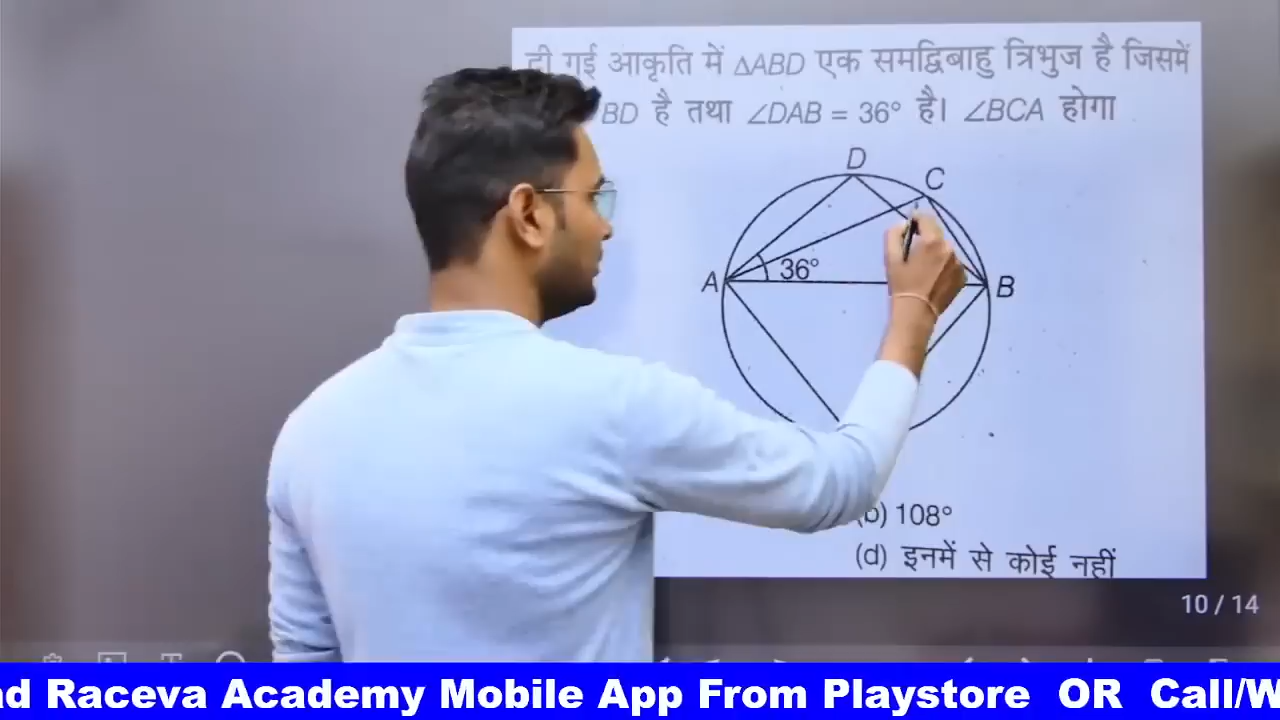 गई आकृति में ΔABD एक समद्विबाहु त्रिभुज है जिसमें
BD है तथा ∠DAB = 36° है। ∠BCA होगा
D
C
36°
A
B
(b) 108°
(d) इनमें से कोई नहीं
10 / 14
Raceva Academy Mobile App From Playstore OR